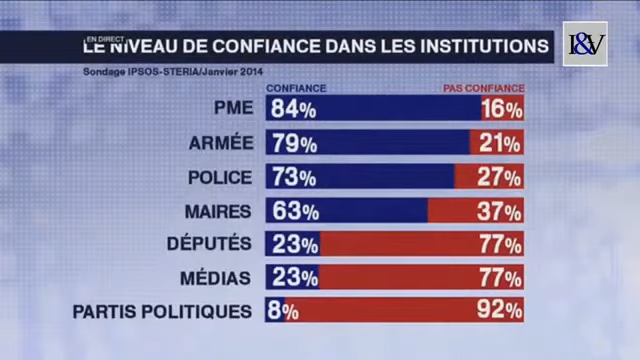 EN DIRECT
I&V
LE NIVEAU DE CONFIANCE DANS LES INSTITUTIONS
Sondage IPSOS-STERIA/Janvier 2014
CONFIANCE PAS CONFIANCE
PME 84% 16%
ARMÉE 79% 21%
POLICE 73% 27%
MAIRES 63% 37%
DÉPUTÉS 23% 77%
MÉDIAS 23% 77%
PARTIS POLITIQUES 8% 92%